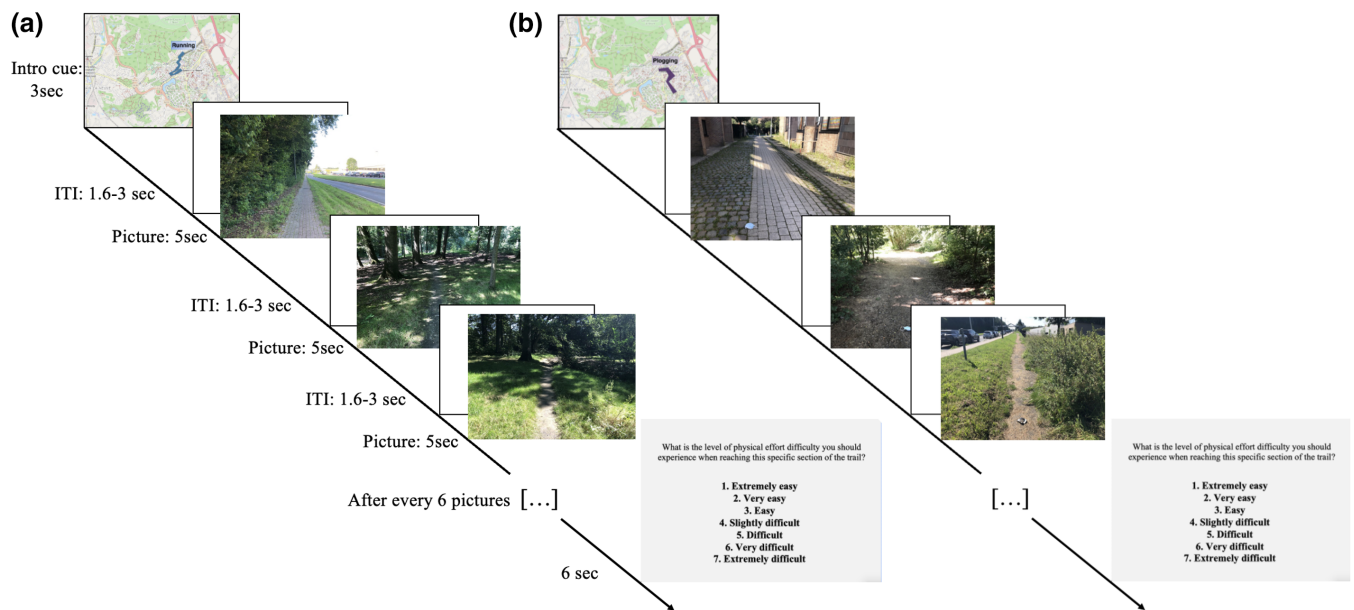 (a)
Running
Intro cue:
3sec
ITI: 1.6-3 sec
Picture: 5sec
ITI: 1.6-3 sec
Picture: 5sec
ITI: 1.6-3 sec
Picture: 5sec
After every 6 pictures […]
6 sec
What is the level of physical effort difficulty you should
experience when reaching this specific section of the trail?
1. Extremely easy
2. Very easy
3. Easy
4. Slightly difficult
5. Difficult
6. Very difficult
7. Extremely difficult
(b)
Plogging
[…]
What is the level of physical effort difficulty you should
experience when reaching this specific section of the trail?
1. Extremely easy
2. Very easy
3. Easy
4. Slightly difficult
5. Difficult
6. Very difficult
7. Extremely difficult